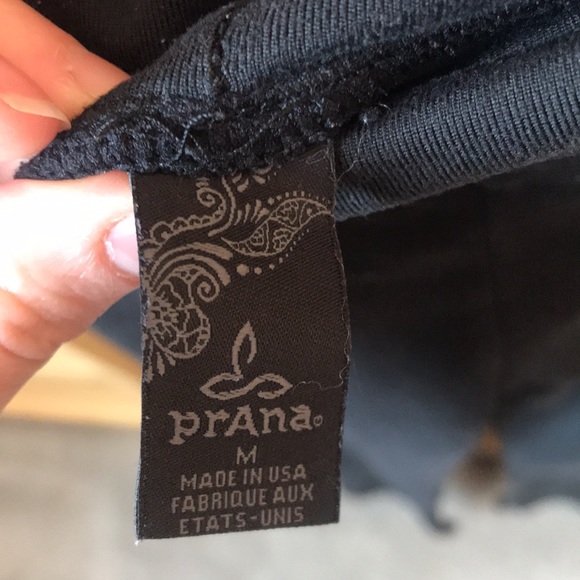 prAna
M
MADE IN USA
FABRIQUE AUX
ETATS-UNIS